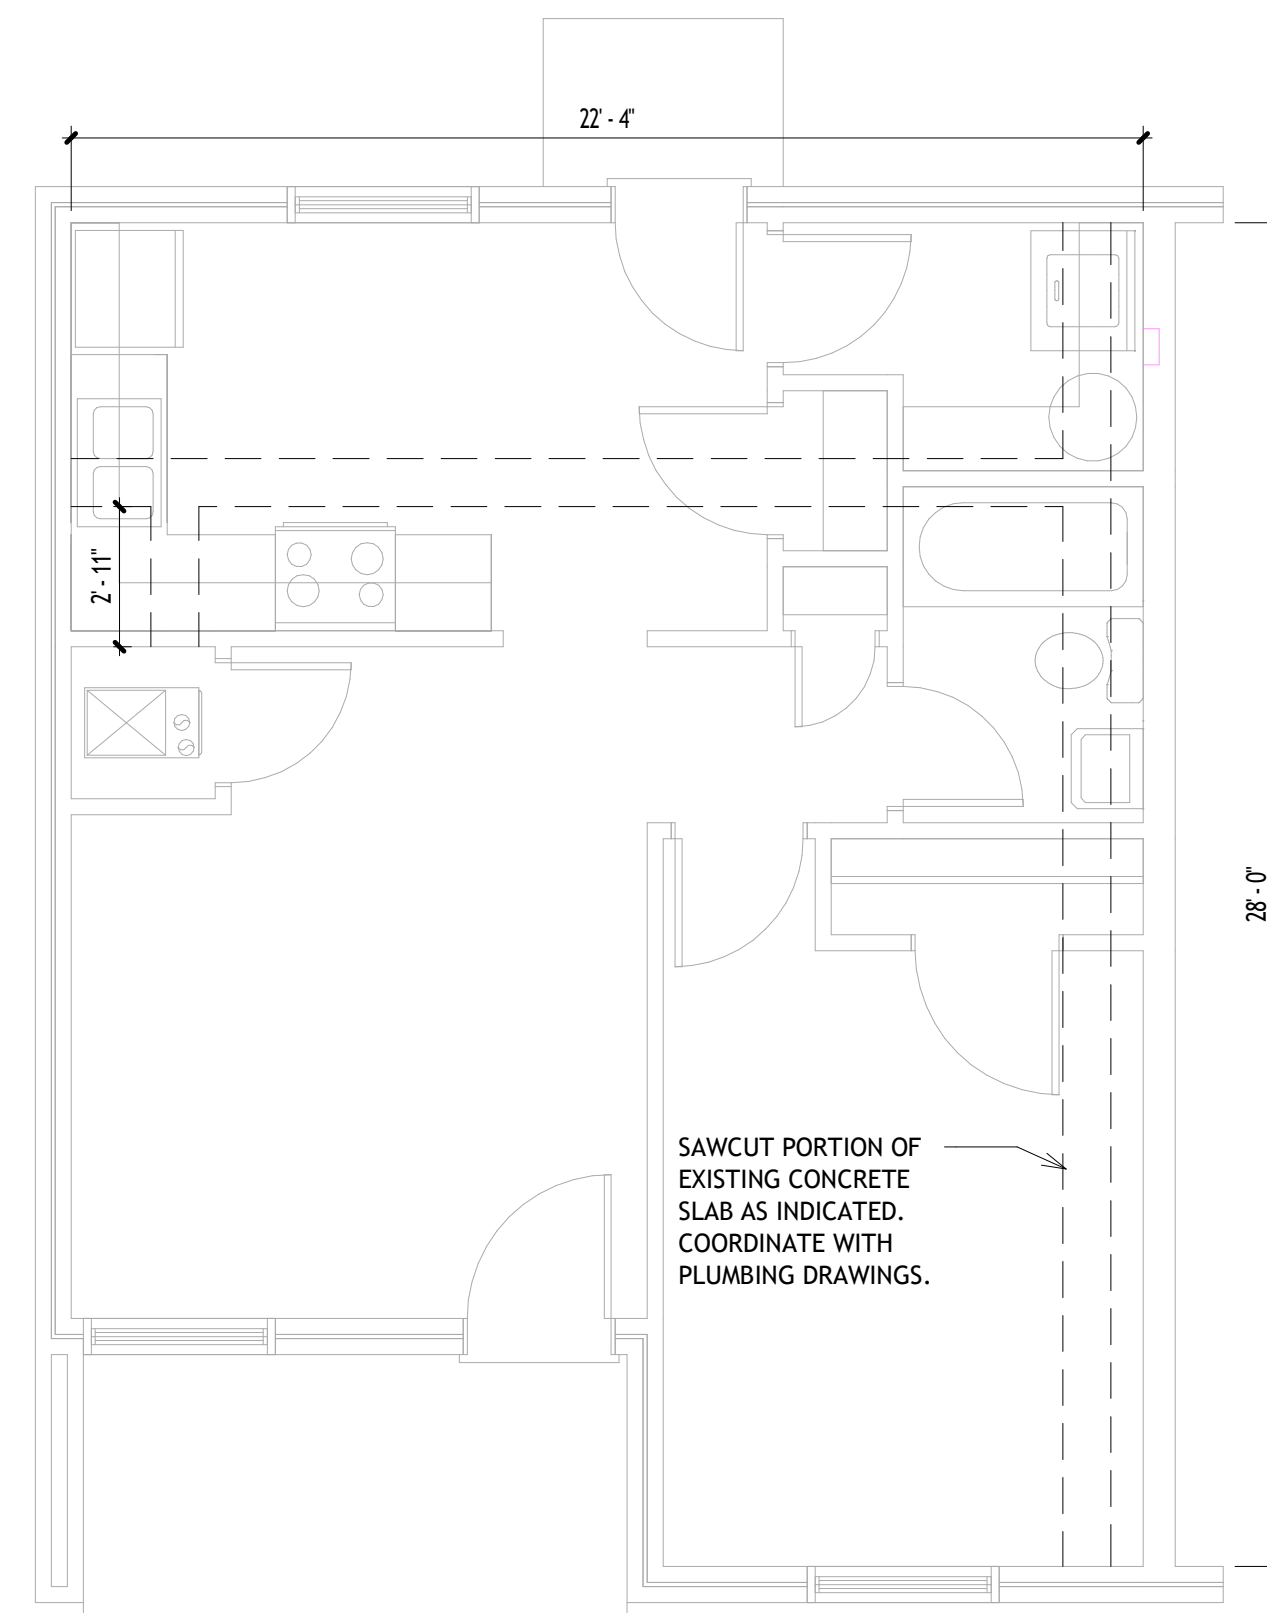 22' - 4"
2' - 11"
28' - 0"
SAWCUT PORTION OF
EXISTING CONCRETE
SLAB AS INDICATED.
COORDINATE WITH
PLUMBING DRAWINGS.